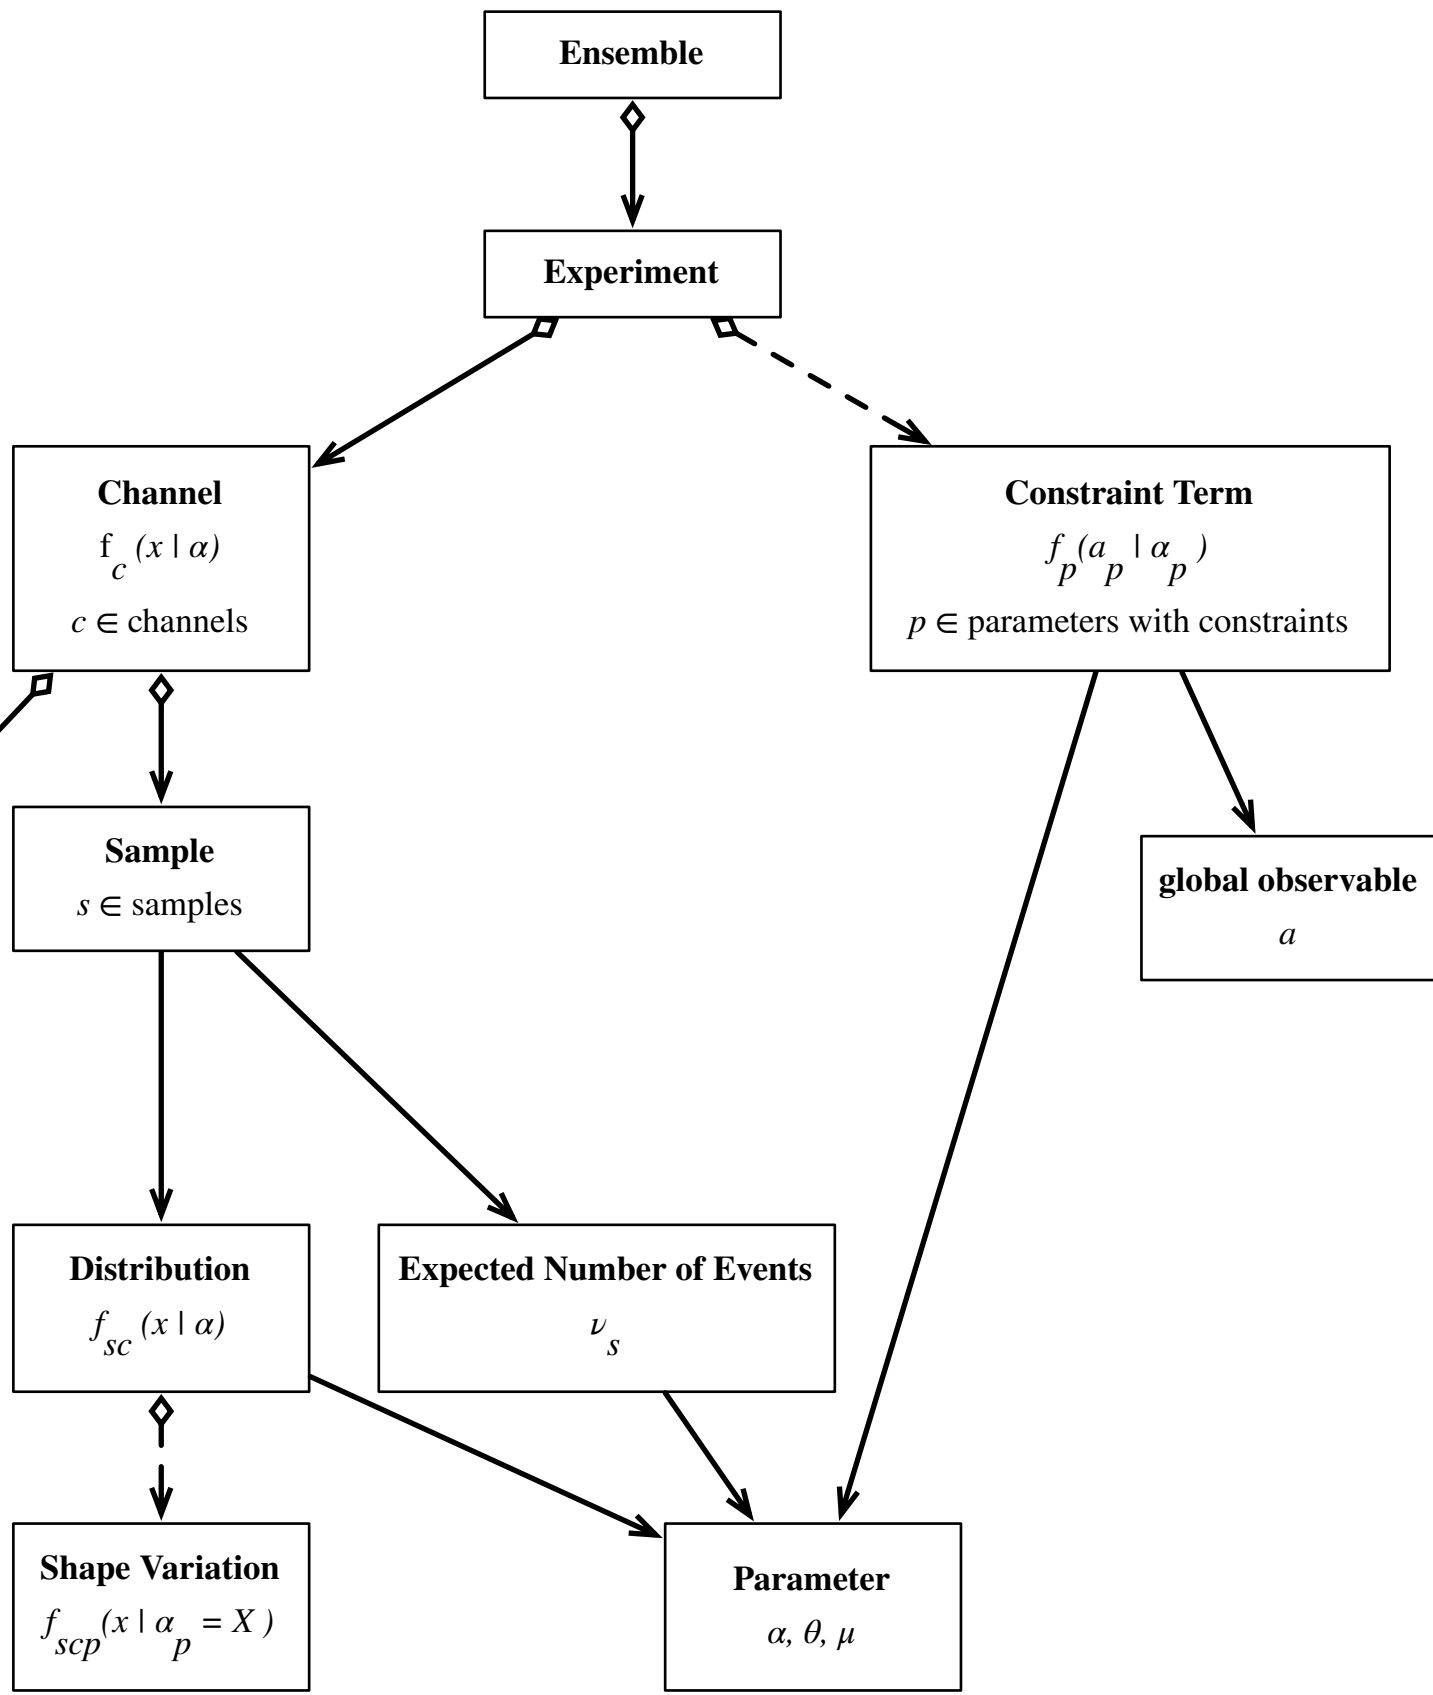 Ensemble
Experiment
Channel
f_c (x | α)
c ∈ channels
Constraint Term
f_p(a_p | α_p )
p ∈ parameters with constraints
Sample
s ∈ samples
global observable
a
Distribution
f_sc (x | α)
Expected Number of Events
ν_s
Shape Variation
f_scp(x | α_p = X )
Parameter
α, θ, μ